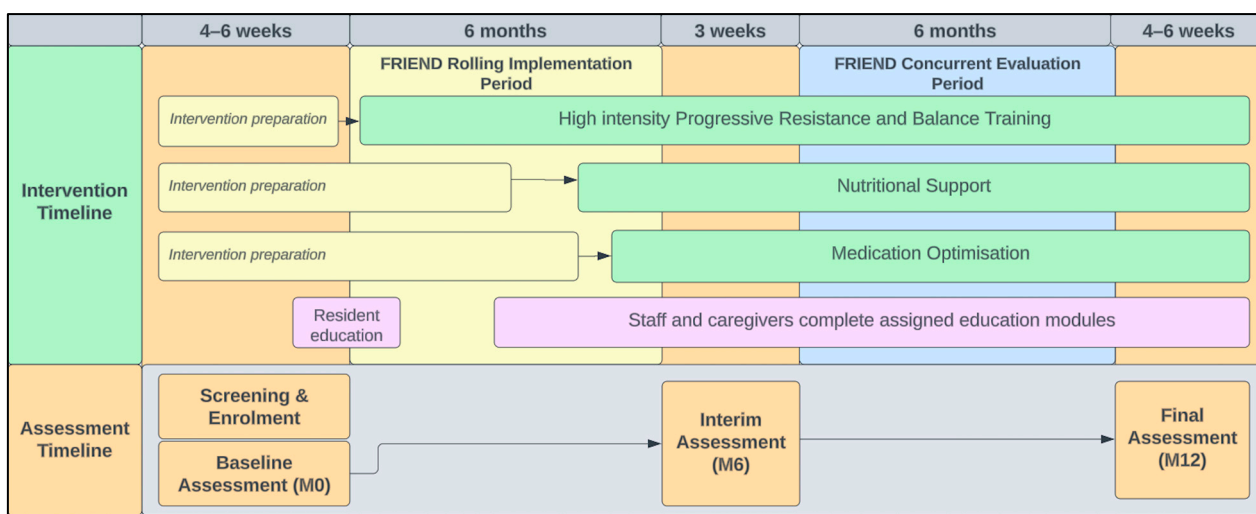 4–6 weeks
6 months
3 weeks
6 months
4–6 weeks
Intervention
Timeline
FRIEND Rolling Implementation
Period
FRIEND Concurrent Evaluation
Period
Intervention preparation
High intensity Progressive Resistance and Balance Training
Intervention preparation
Nutritional Support
Intervention preparation
Medication Optimisation
Resident
education
Staff and caregivers complete assigned education modules
Assessment
Timeline
Screening &
Enrolment
Baseline
Assessment (M0)
Interim
Assessment
(M6)
Final
Assessment
(M12)